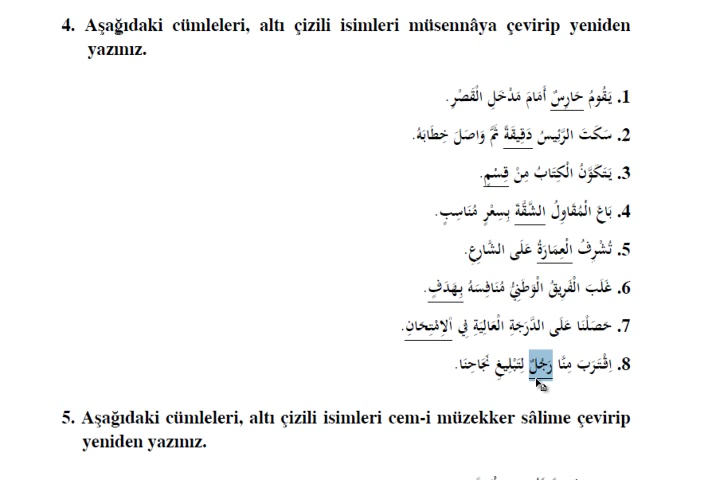 4. Aşağıdaki cümleleri, altı çizili isimleri müsennâya çevirip yeniden
yazınız.
1. يَقُومُ حَارِسٌ أَمَامَ مَدْخَلِ الْقَصْرِ.
2. سَكَتَ الرَّئِيسُ دَقِيقَةً ثُمَّ وَاصَلَ خِطَابَهُ.
3. يَتَكَوَّنُ الْكِتَابُ مِنْ قِسْمٍ.
4. بَاعَ الْمُقَاوِلُ الشَّقَّةَ بِسِعْرٍ مُنَاسِبٍ.
5. تُشْرِفُ الْعِمَارَةُ عَلَى الشَّارِعِ.
6. غَلَبَ الْفَرِيقُ الْوَطَنِيُّ مُنَافِسَهُ بِهَدَفٍ.
7. حَصَلْنَا عَلَى الدَّرَجَةِ الْعَالِيَةِ فِي اْلاِمْتِحَانِ.
8. اِقْتَرَبَ مِنَّا رَجُلٌ لِتَبْلِيغِ نَجَاحِنَا.
5. Aşağıdaki cümleleri, altı çizili isimleri cem-i müzekker sâlime çevirip
yeniden yazınız.